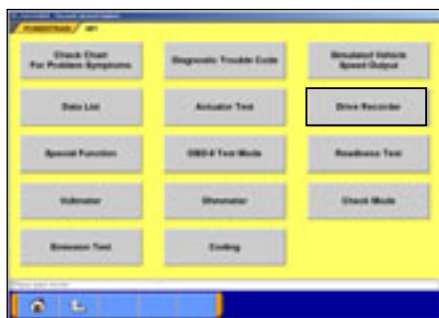 Check Chart
For Problem Symptoms
Diagnostic Trouble Code
Simulated Vehicle
Speed Output
Data List
Actuator Test
Drive Recorder
Special Function
OBD-II Test Mode
Readiness Test
Voltmeter
Ohmmeter
Check Mode
Emission Test
Coding